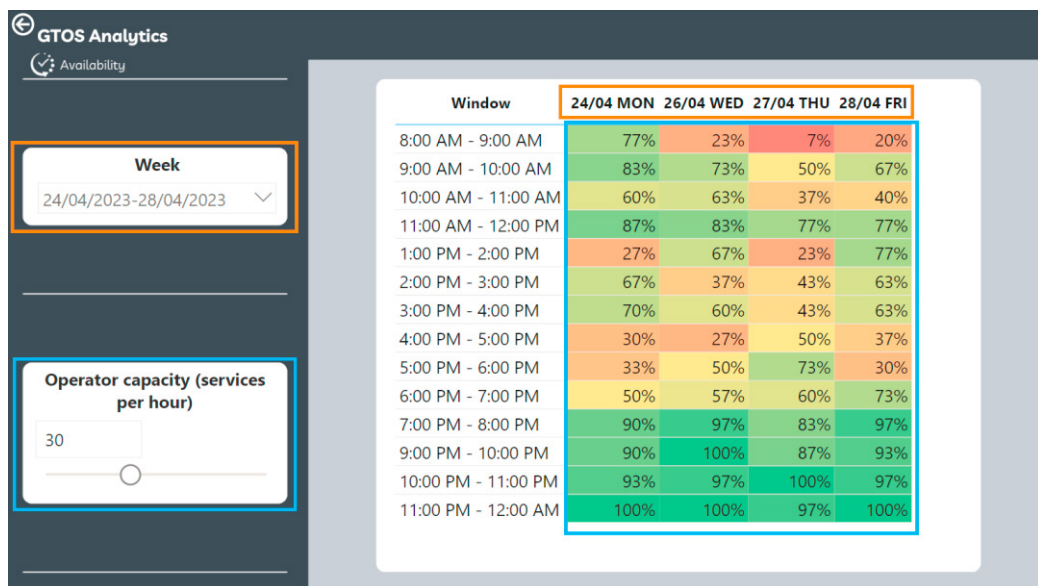 GTOS Analytics
Availability
Week
24/04/2023-28/04/2023
Operator capacity (services
per hour)
30
Window 24/04 MON 26/04 WED 27/04 THU 28/04 FRI
8:00 AM - 9:00 AM 77% 23% 7% 20%
9:00 AM - 10:00 AM 83% 73% 50% 67%
10:00 AM - 11:00 AM 60% 63% 37% 40%
11:00 AM - 12:00 PM 87% 83% 77% 77%
1:00 PM - 2:00 PM 27% 67% 23% 77%
2:00 PM - 3:00 PM 67% 37% 43% 63%
3:00 PM - 4:00 PM 70% 60% 43% 63%
4:00 PM - 5:00 PM 30% 27% 50% 37%
5:00 PM - 6:00 PM 33% 50% 73% 30%
6:00 PM - 7:00 PM 50% 57% 60% 73%
7:00 PM - 8:00 PM 90% 97% 83% 97%
9:00 PM - 10:00 PM 90% 100% 87% 93%
10:00 PM - 11:00 PM 93% 97% 100% 97%
11:00 PM - 12:00 AM 100% 100% 97% 100%